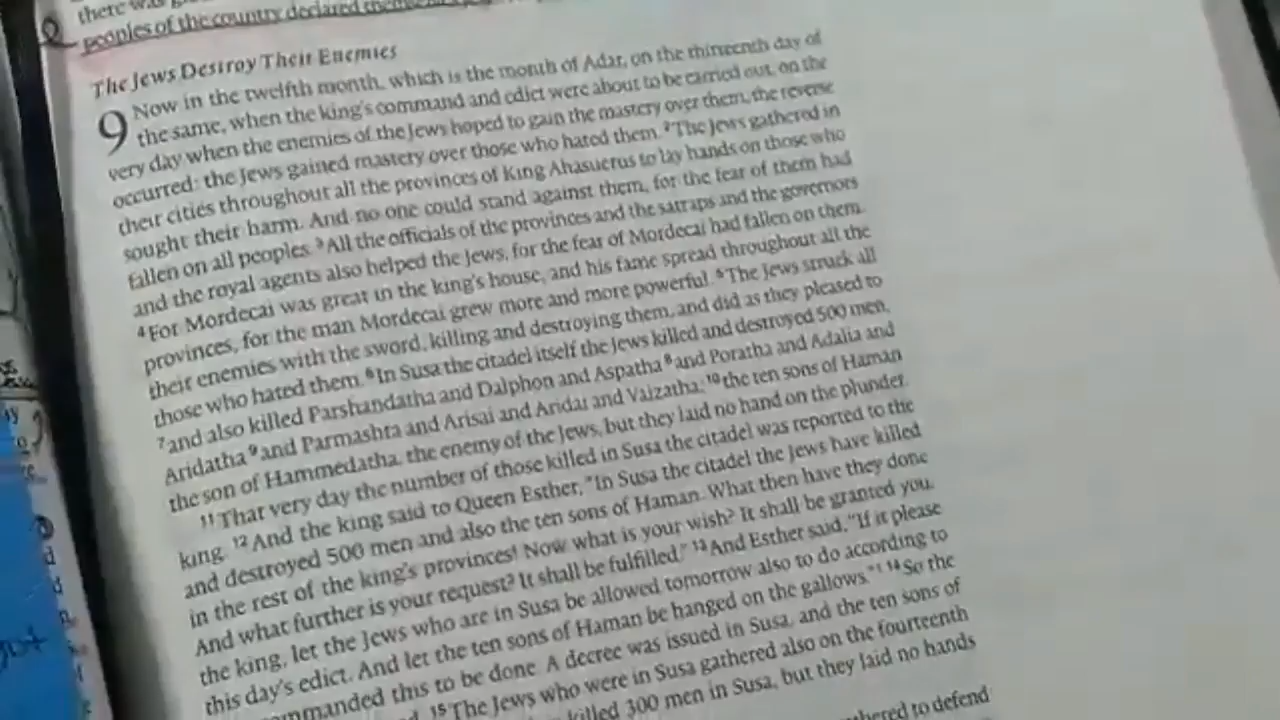 there was
peoples of the country declared
The Jews Destroy Their Enemies
9 Now in the twelfth month, which is the month of Adar, on the thirteenth day of
the same, when the king's command and edict were about to be carried out, on the
very day when the enemies of the Jews hoped to gain the mastery over them, the reverse
occurred: the Jews gained mastery over those who hated them. ²The Jews gathered in
their cities throughout all the provinces of King Ahasuerus to lay hands on those who
sought their harm. And no one could stand against them, for the fear of them had
fallen on all peoples. ³All the officials of the provinces and the satraps and the governors
and the royal agents also helped the Jews, for the fear of Mordecai had fallen on them.
⁴For Mordecai was great in the king's house, and his fame spread throughout all the
provinces, for the man Mordecai grew more and more powerful. ⁵The Jews struck all
their enemies with the sword, killing and destroying them, and did as they pleased to
those who hated them. ⁶In Susa the citadel itself the Jews killed and destroyed 500 men,
⁷and also killed Parshandatha and Dalphon and Aspatha ⁸and Poratha and Adalia and
Aridatha ⁹and Parmashta and Arisai and Aridai and Vaizatha, ¹⁰the ten sons of Haman
the son of Hammedatha, the enemy of the Jews, but they laid no hand on the plunder.
¹¹That very day the number of those killed in Susa the citadel was reported to the
king. ¹²And the king said to Queen Esther, "In Susa the citadel the Jews have killed
and destroyed 500 men and also the ten sons of Haman. What then have they done
in the rest of the king's provinces! Now what is your wish? It shall be granted you.
And what further is your request? It shall be fulfilled." ¹³And Esther said, "If it please
the king, let the Jews who are in Susa be allowed tomorrow also to do according to
this day's edict. And let the ten sons of Haman be hanged on the gallows."¹ ¹⁴So the
commanded this to be done. A decree was issued in Susa, and the ten sons of
¹⁵The Jews who were in Susa gathered also on the fourteenth
killed 300 men in Susa, but they laid no hands
to defend